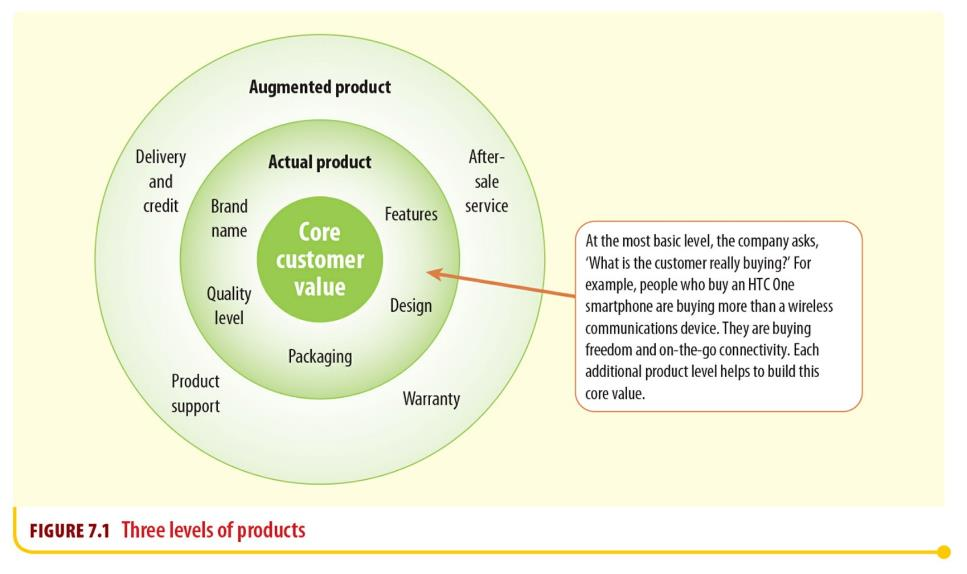 Augmented product
Actual product
Delivery
and
credit
After-
sale
service
Brand
name
Features
Core
customer
value
Quality
level
Design
Packaging
Product
support
Warranty
At the most basic level, the company asks,
‘What is the customer really buying?’ For
example, people who buy an HTC One
smartphone are buying more than a wireless
communications device. They are buying
freedom and on-the-go connectivity. Each
additional product level helps to build this
core value.
FIGURE 7.1 Three levels of products